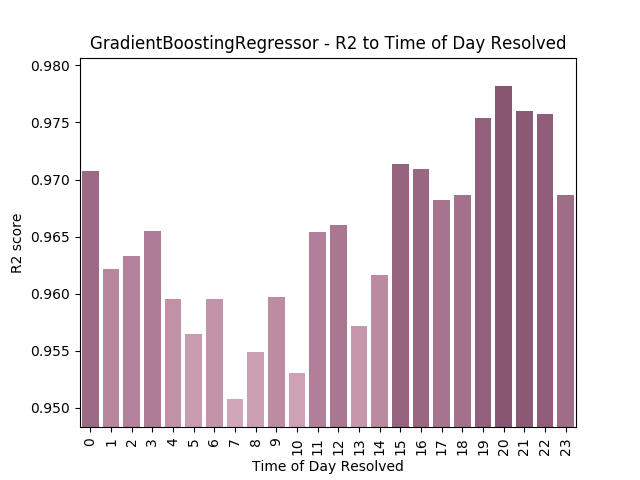 GradientBoostingRegressor - R2 to Time of Day Resolved
0.980
0.975
0.970
0.965
0.960
0.955
0.950
R2 score
0 1 2 3 4 5 6 7 8 9 10 11 12 13 14 15 16 17 18 19 20 21 22 23
Time of Day Resolved